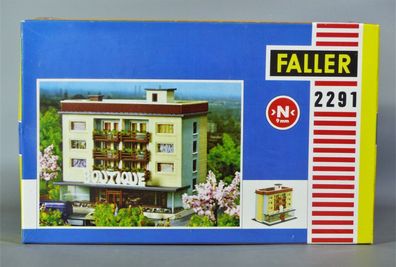 FALLER
2291
>N<
9 mm
BOUTIQUE